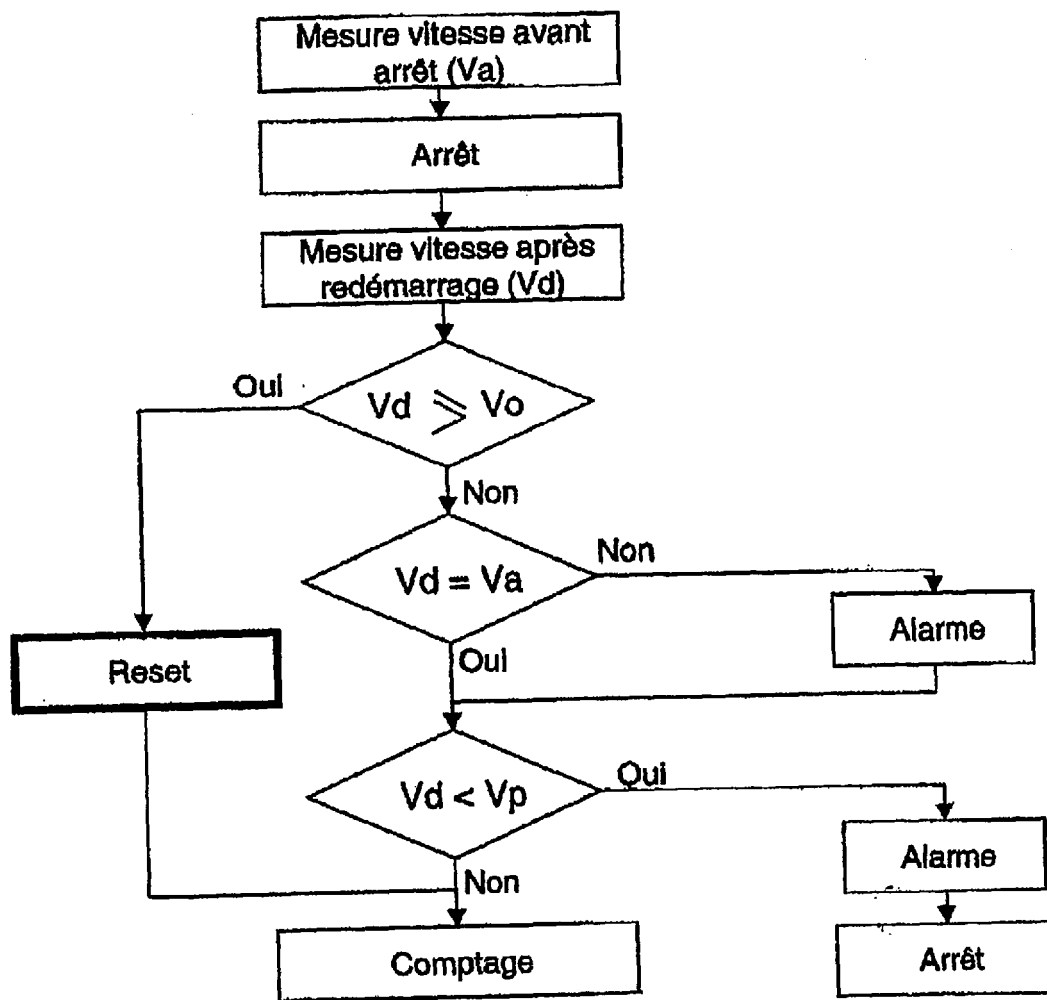 Mesure vitesse avant
arrêt (Va)
Arrêt
Mesure vitesse après
redémarrage (Vd)
Oui
Vd ⩾ Vo
Non
Vd = Va
Non
Alarme
Reset
Oui
Vd < Vp
Oui
Alarme
Non
Comptage
Arrêt